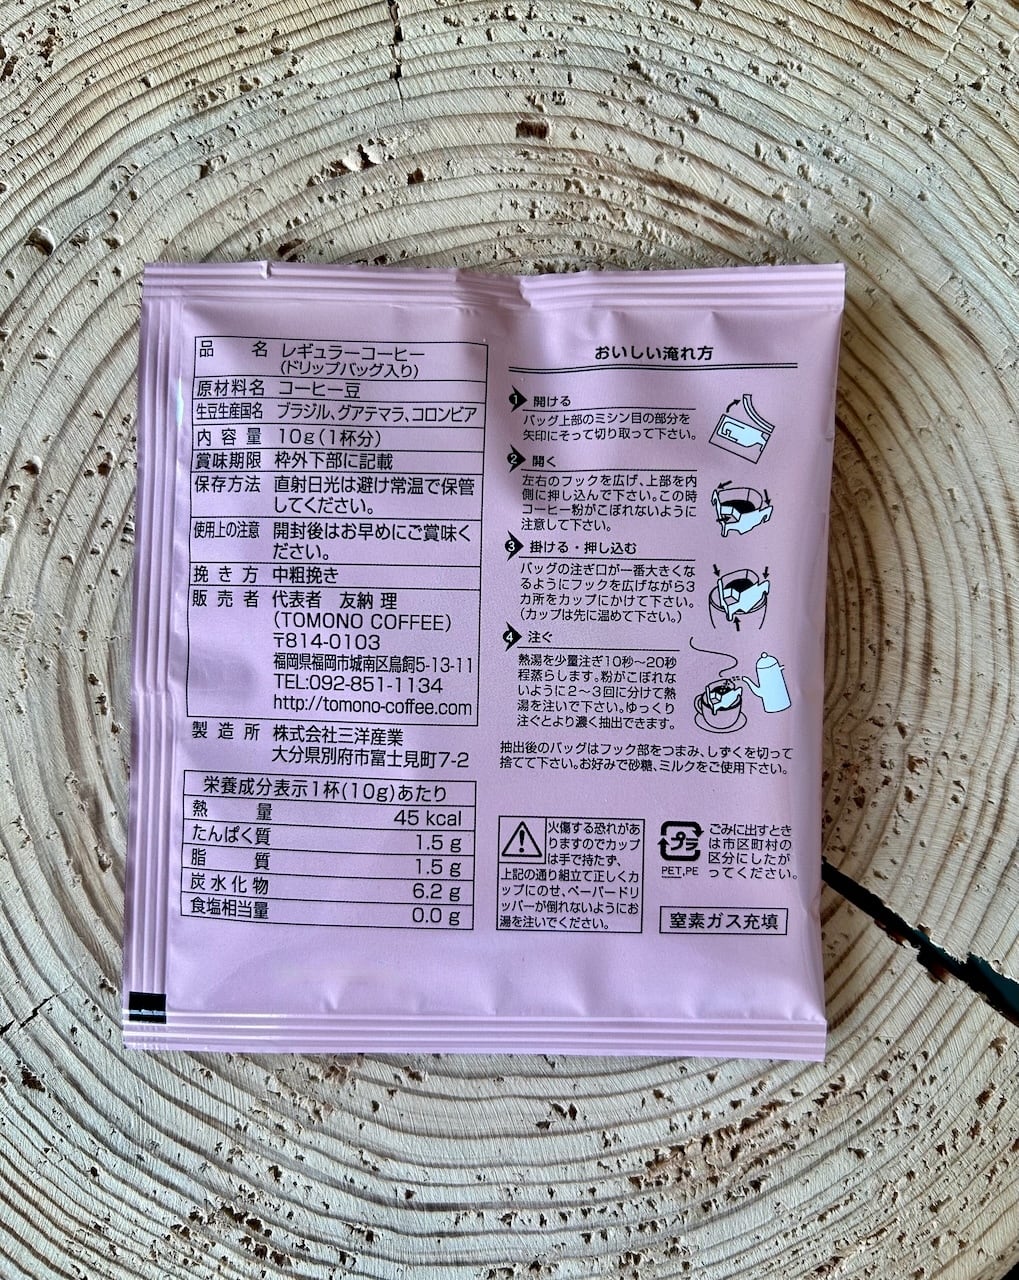 品名 レギュラーコーヒー
(ドリップバッグ入り)
原材料名 コーヒー豆
生豆生産国名 ブラジル、グアテマラ、コロンビア
内容量 10g(1杯分)
賞味期限 枠外下部に記載
保存方法 直射日光は避け常温で保管
してください。
使用上の注意 開封後はお早めにご賞味く
ださい。
挽き方 中粗挽き
販売者 代表者 友納 理
(TOMONO COFFEE)
〒814-0103
福岡県福岡市城南区鳥飼5-13-11
TEL:092-851-1134
http://tomono-coffee.com
製造所 株式会社三洋産業
大分県別府市富士見町7-2
栄養成分表示1杯(10g)あたり
熱量 45 kcal
たんぱく質 1.5 g
脂質 1.5 g
炭水化物 6.2 g
食塩相当量 0.0 g
おいしい淹れ方
1 開ける
バッグ上部のミシン目の部分を
矢印にそって切り取って下さい。
2 開く
左右のフックを広げ、上部を内
側に押し込んで下さい。この時
コーヒー粉がこぼれないように
注意して下さい。
3 掛ける・押し込む
バッグの注ぎ口が一番大きくな
るようにフックを広げながら3
カ所をカップにかけて下さい。
(カップは先に温めて下さい。)
4 注ぐ
熱湯を少量注ぎ10秒〜20秒
程蒸らします。粉がこぼれな
いように2〜3回に分けて熱
湯を注いで下さい。ゆっくり
注ぐとより濃く抽出できます。
抽出後のバッグはフック部をつまみ、しずくを切って
捨てて下さい。お好みで砂糖、ミルクをご使用下さい。
火傷する恐れがあ
りますのでカップ
は手で持たず、
上記の通り組立て正しくカ
ップにのせ、ペーパードリ
ッパーが倒れないようにお
湯を注いでください。
プラ
PET,PE
ごみに出すとき
は市区町村の
区分にしたが
ってください。
窒素ガス充填